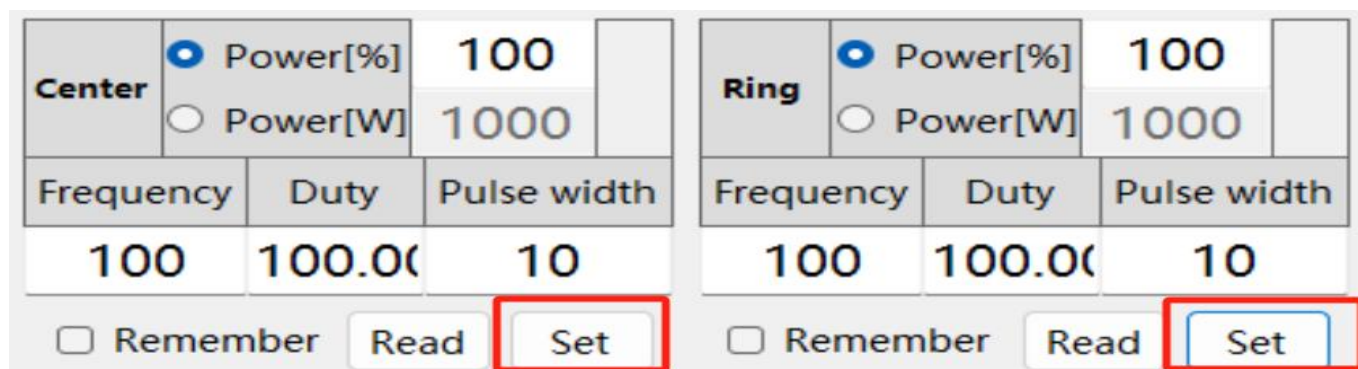 Center Power[%] 100 Ring Power[%] 100
Power[W] 1000 Power[W] 1000
Frequency Duty Pulse width Frequency Duty Pulse width
100 100.0 10 100 100.0 10
Remember Read Set Remember Read Set